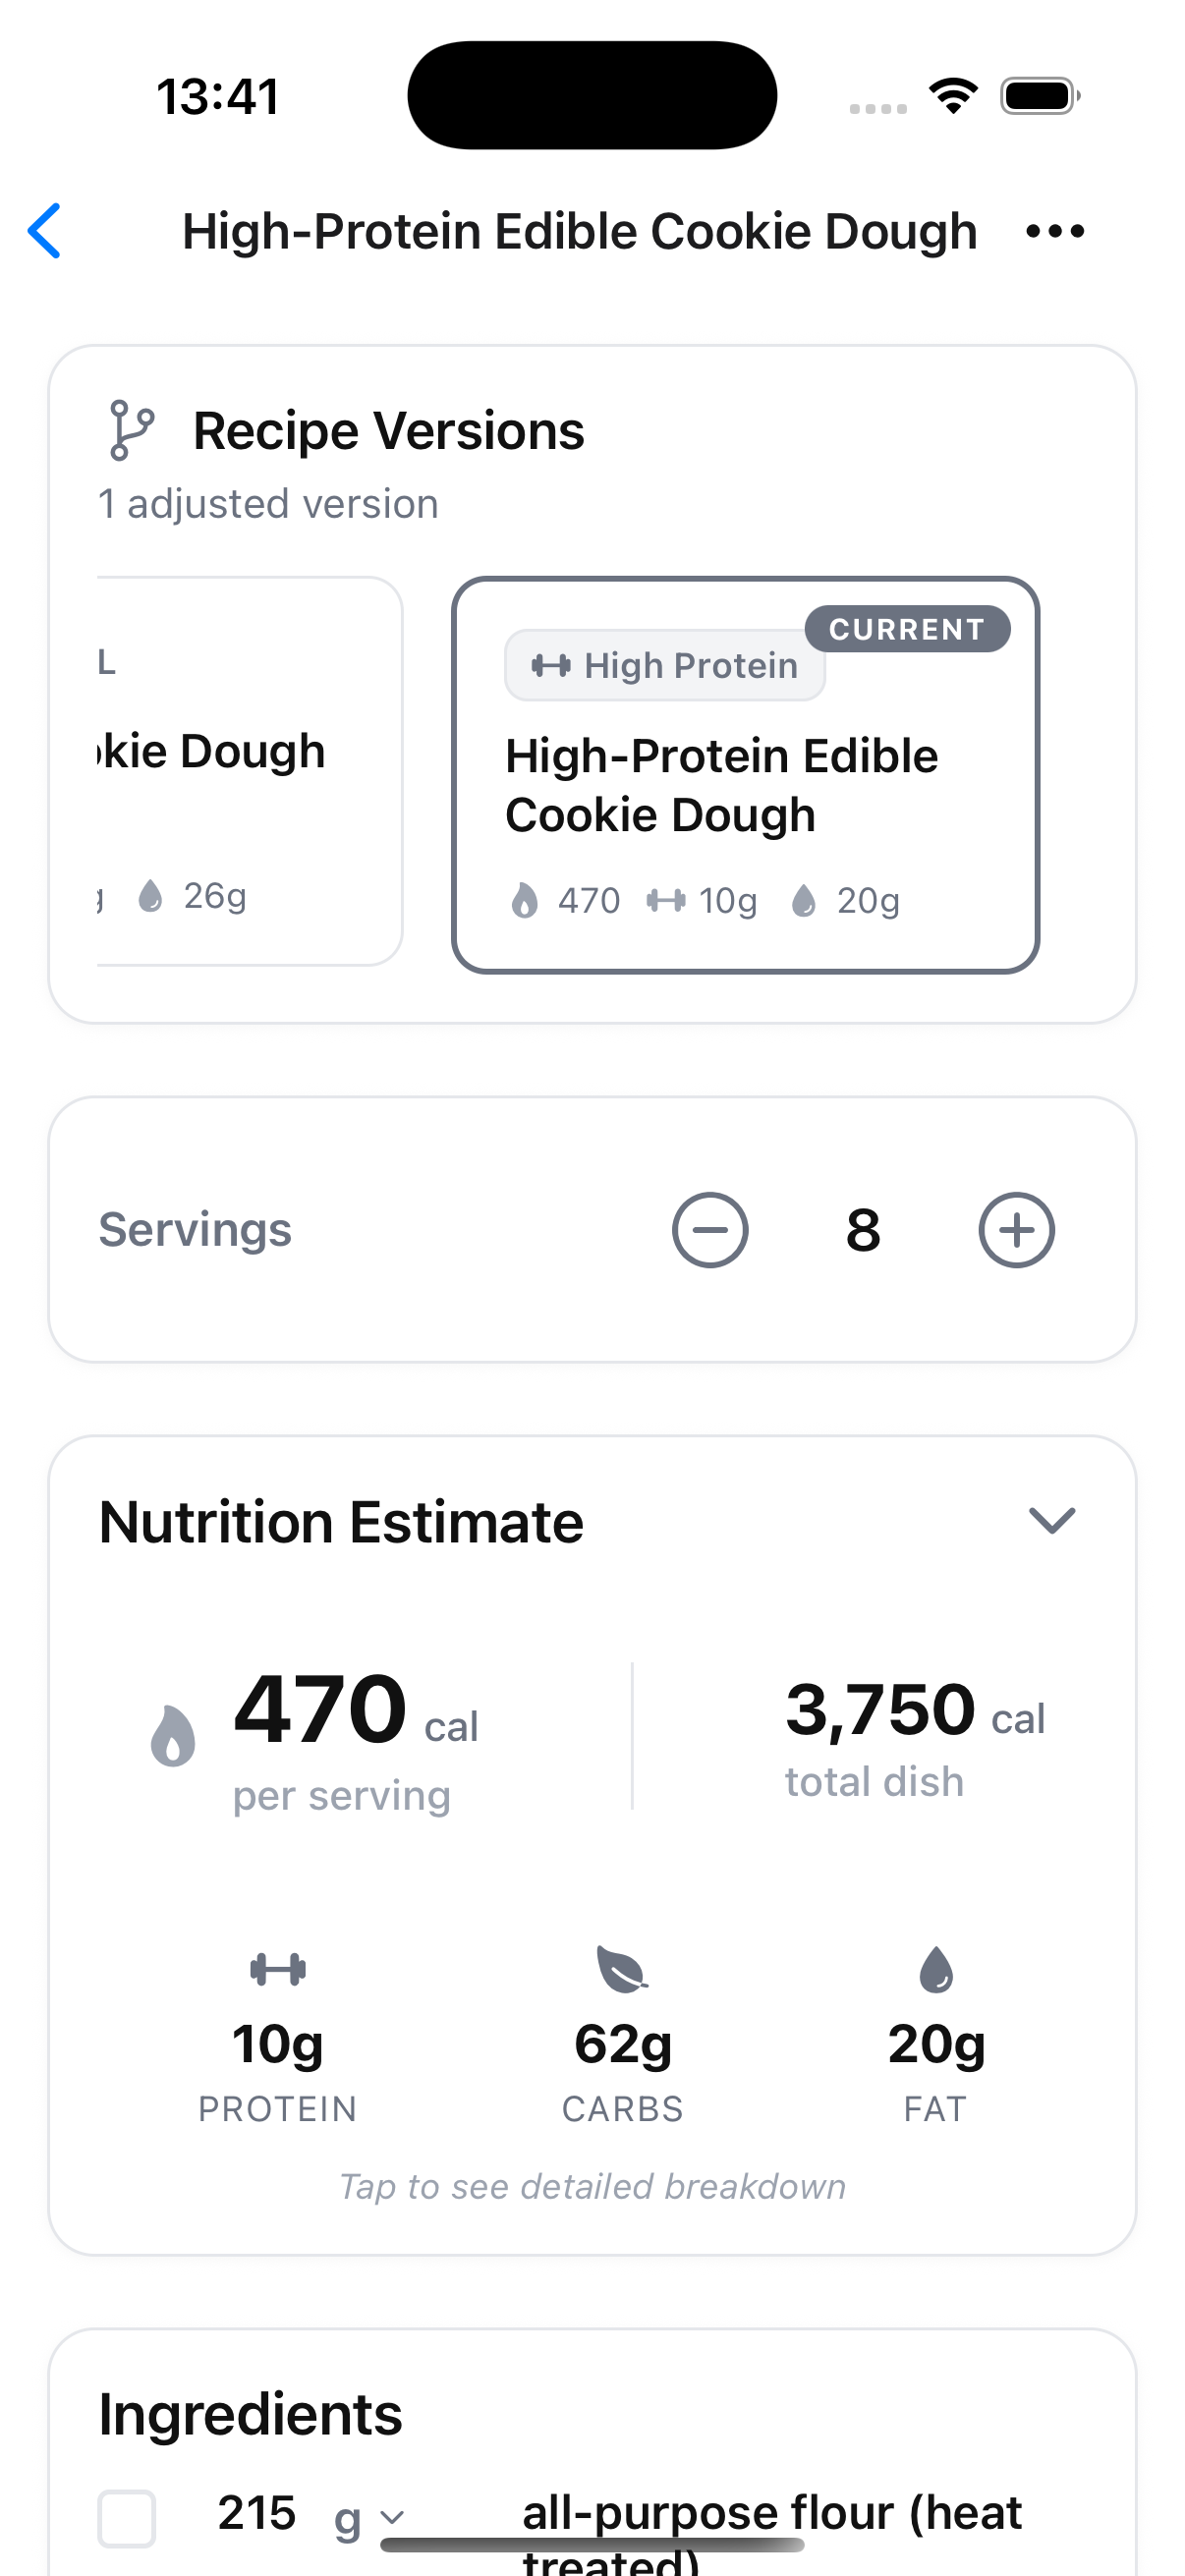 13:41
High-Protein Edible Cookie Dough
Recipe Versions
1 adjusted version
L
kie Dough
26g
CURRENT
High Protein
High-Protein Edible
Cookie Dough
470 10g 20g
Servings 8
Nutrition Estimate
470 cal
per serving
3,750 cal
total dish
10g
PROTEIN
62g
CARBS
20g
FAT
Tap to see detailed breakdown
Ingredients
215 g all-purpose flour (heat
treated)